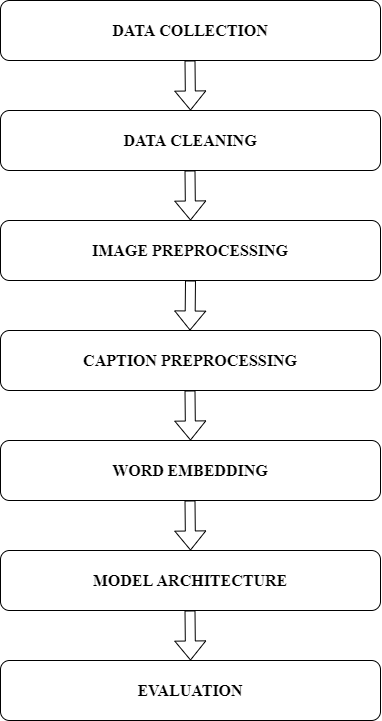 DATA COLLECTION
DATA CLEANING
IMAGE PREPROCESSING
CAPTION PREPROCESSING
WORD EMBEDDING
MODEL ARCHITECTURE
EVALUATION